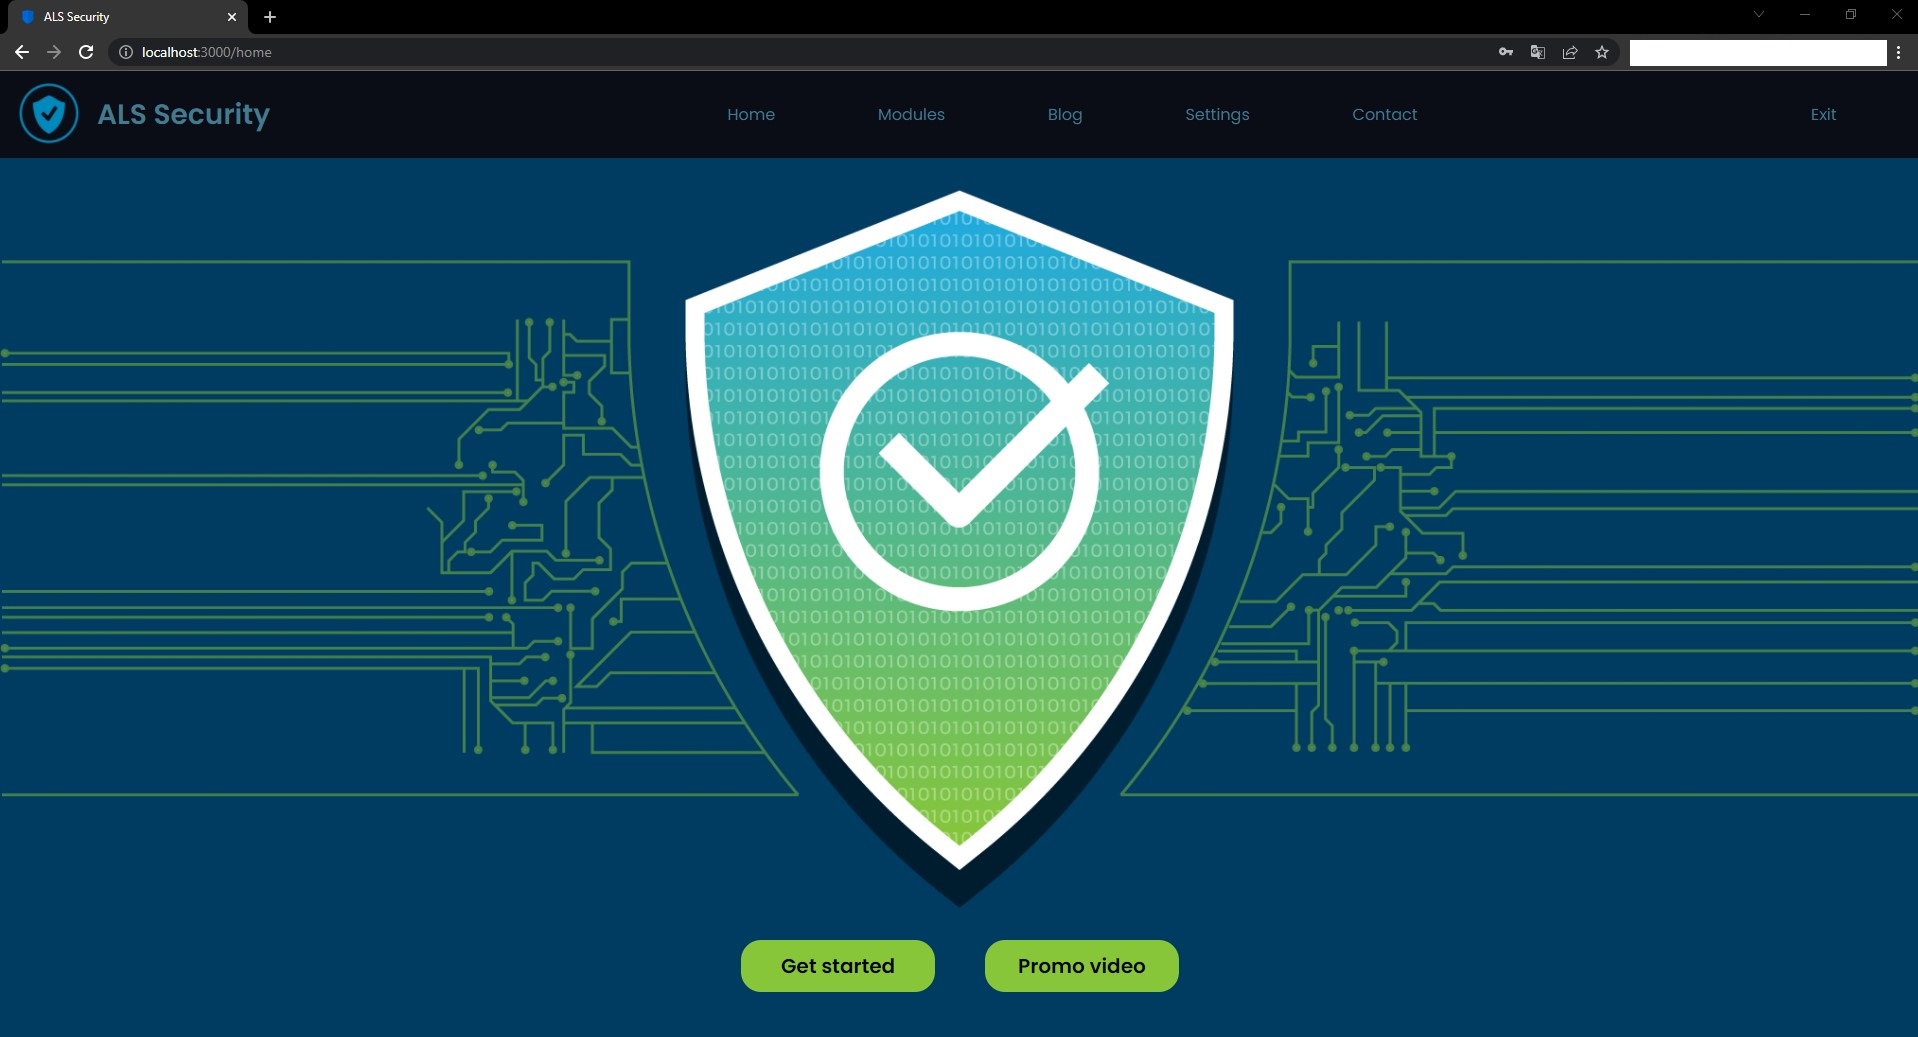 ALS Security
localhost:3000/home
ALS Security
Home Modules Blog Settings Contact Exit
Get started Promo video